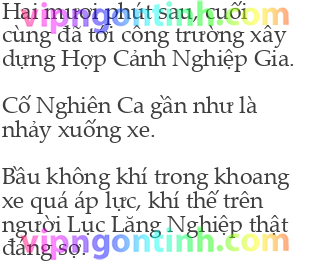 Hai mươi phút sau, cuối
cùng đã tới công trường xây
dựng Hợp Cảnh Nghiệp Gia.
Cố Nghiên Ca gần như là
nhảy xuống xe.
Bầu không khí trong khoang
xe quá áp lực, khí thế trên
người Lục Lăng Nghiệp thật
đáng sợ.
vipngontinh.com
vipngontinh.com